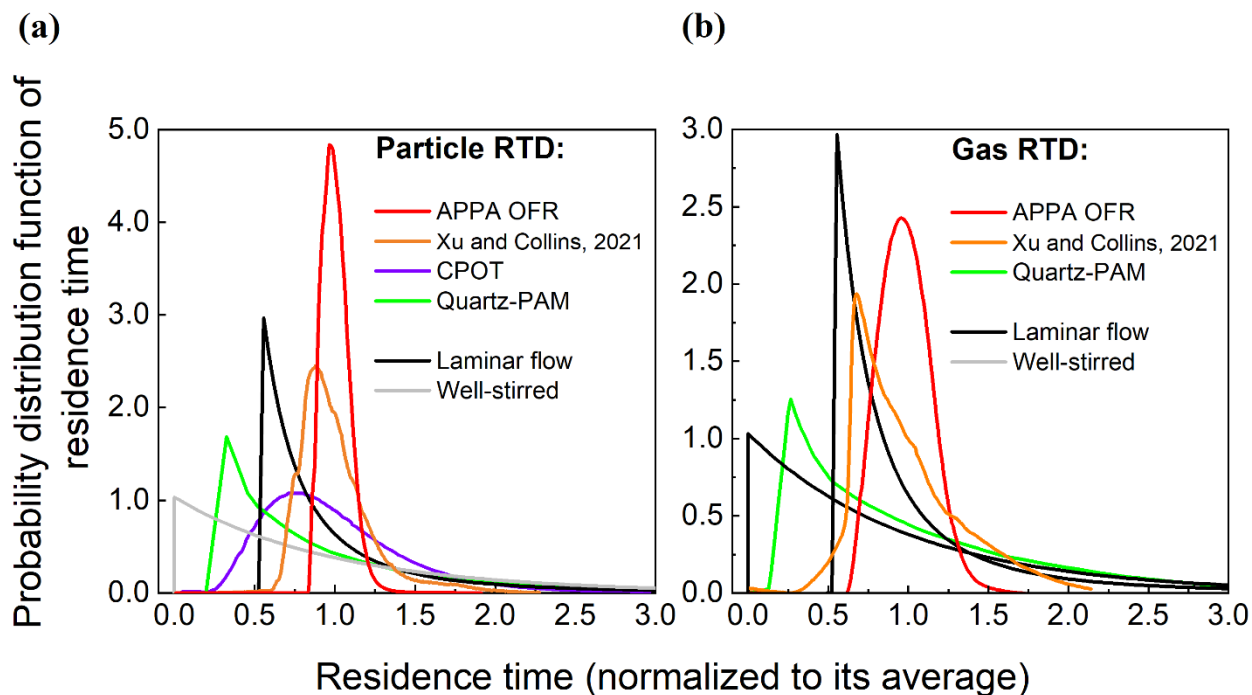 (a)
(b)
Probability distribution function of
residence time
5.0
4.0
3.0
2.0
1.0
0.0
Particle RTD:
APPA OFR
Xu and Collins, 2021
CPOT
Quartz-PAM
Laminar flow
Well-stirred
0.0 0.5 1.0 1.5 2.0 2.5 3.0
3.0
2.5
2.0
1.5
1.0
0.5
0.0
Gas RTD:
APPA OFR
Xu and Collins, 2021
Quartz-PAM
Laminar flow
Well-stirred
0.0 0.5 1.0 1.5 2.0 2.5 3.0
Residence time (normalized to its average)